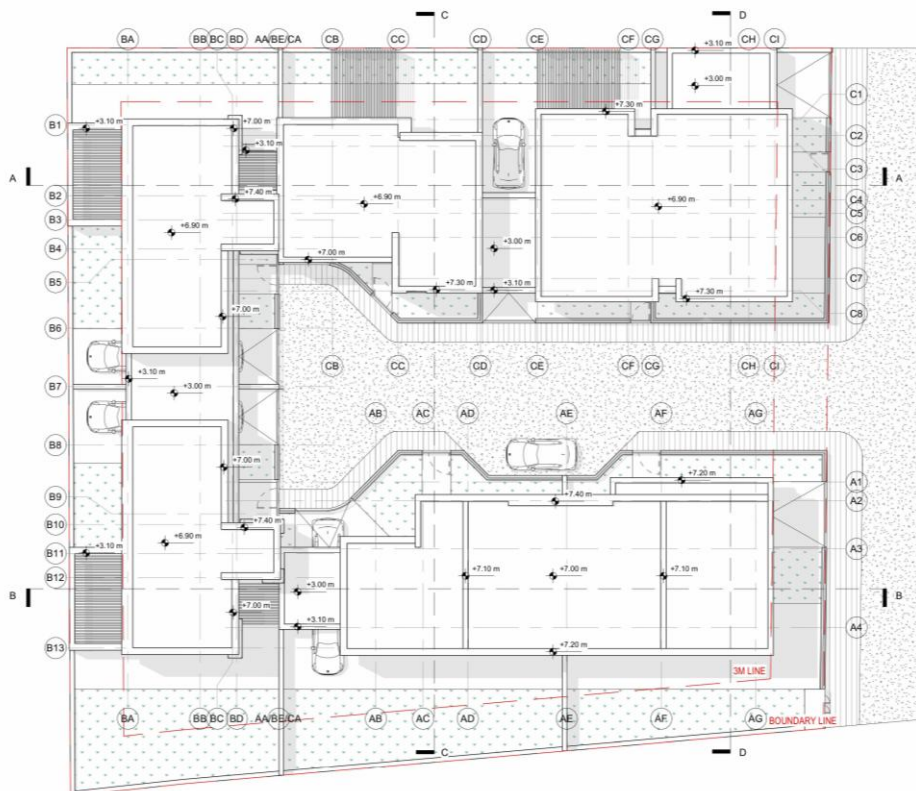 C D
BA BB BC BD AA/BE/CA CB CC CD CE CF CG CH CI
+3.10 m
+3.00 m
C1
+7.30 m
B1 +3.10 m +7.00 m
C2
+3.10 m
C3
A A
B2 +7.40 m +6.90 m +6.90 m C4
B3 C5
+6.90 m
C6
B4 +3.00 m
+7.00 m
B5 +7.30 m +3.10 m +7.30 m C7
B6 +7.00 m C8
CB CC CD CE CF CG CH CI
B7 +3.10 m
+3.00 m
AB AC AD AE AF AG
B8
+7.00 m
+7.20 m A1
B9 +7.40 m A2
B10 +7.40 m
+6.90 m
B11 +3.10 m A3
B12 +3.00 m +7.10 m +7.00 m +7.10 m
B B
+7.00 m
+3.10 m A4
B13
+7.20 m
3M LINE
BA BB BC BD AA/BE/CA AB AC AD AE AF AG
BOUNDARY LINE
C D